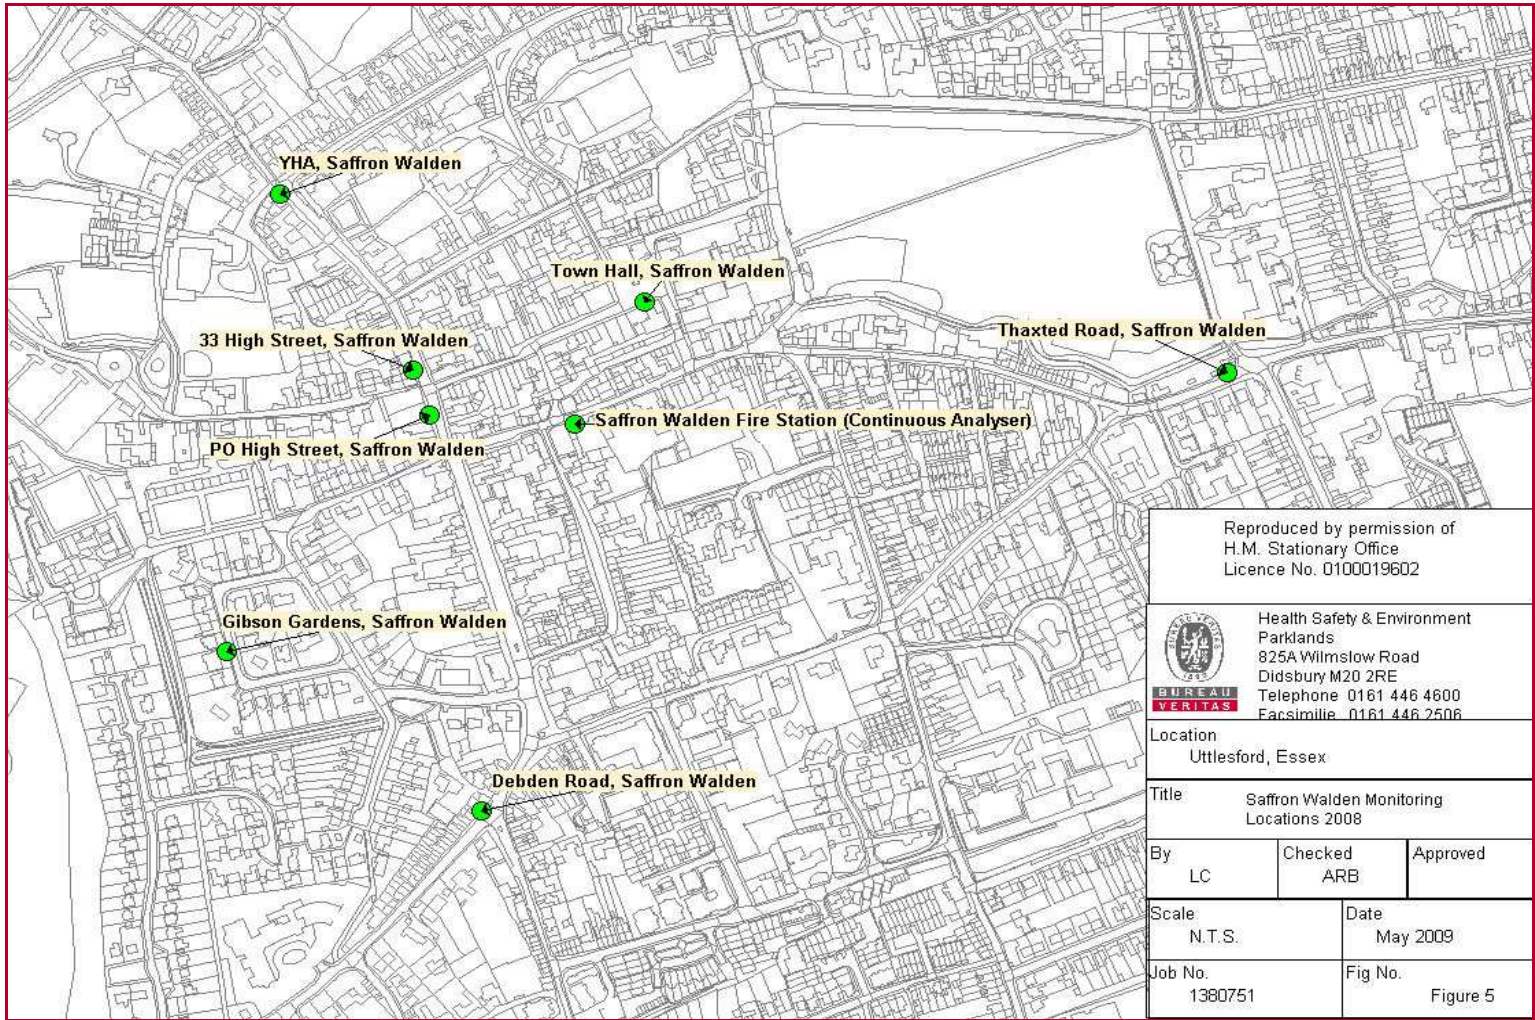 YHA, Saffron Walden
Town Hall, Saffron Walden
33 High Street, Saffron Walden
Thaxted Road, Saffron Walden
Saffron Walden Fire Station (Continuous Analyser)
PO High Street, Saffron Walden
Gibson Gardens, Saffron Walden
Debden Road, Saffron Walden
Reproduced by permission of
H.M. Stationary Office
Licence No. 0100019602
BUREAU
VERITAS
Health Safety & Environment
Parklands
825A Wilmslow Road
Didsbury M20 2RE
Telephone 0161 446 4600
Facsimilie 0161 446 2506
Location
Uttlesford, Essex
Title
Saffron Walden Monitoring
Locations 2008
By
LC
Checked
ARB
Approved
Scale
N.T.S.
Date
May 2009
Job No.
1380751
Fig No.
Figure 5